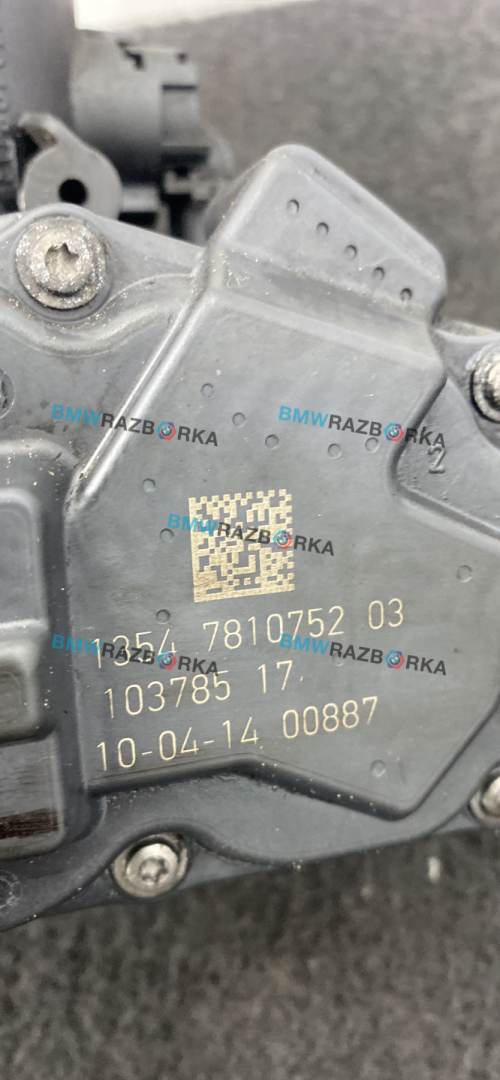 BMWRAZBORKA
BMWRAZBORKA
2
BMWRAZBORKA
1354 7810752 03
BMWRAZBORKA
BMWRAZBORKA
103785 17.
10-04-14 00887